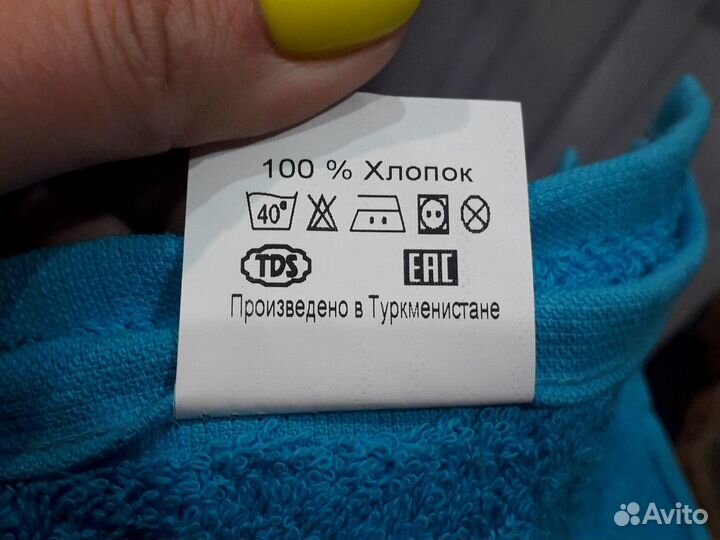 100 % Хлопок
40°
TDS EAC
Произведено в Туркменистане
Avito